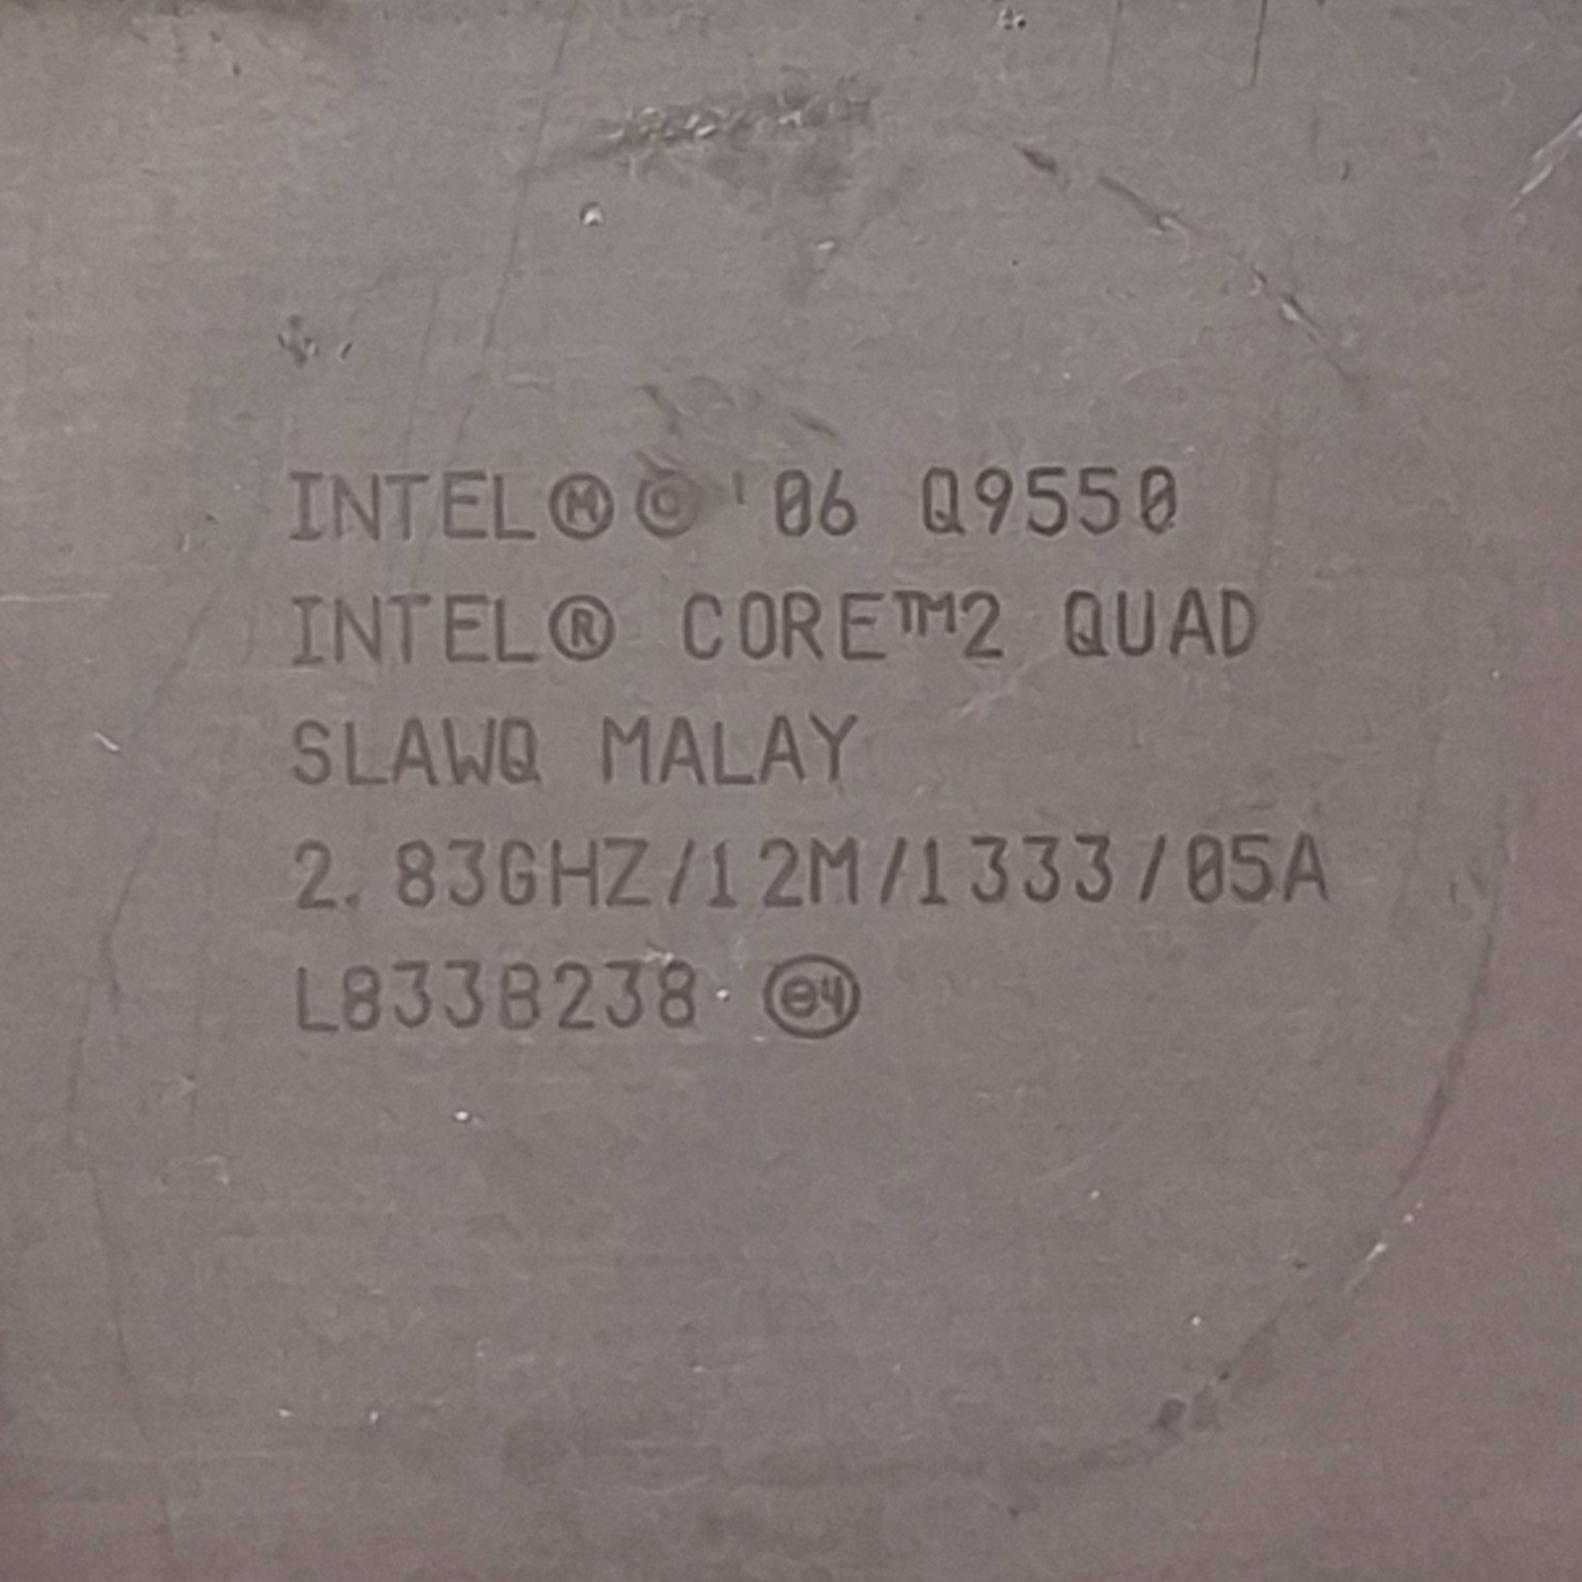 INTEL Ⓜ © '06 Q9550
INTEL® CORE™2 QUAD
SLAWQ MALAY
2.83GHZ/12M/1333/05A
L833B238 e4